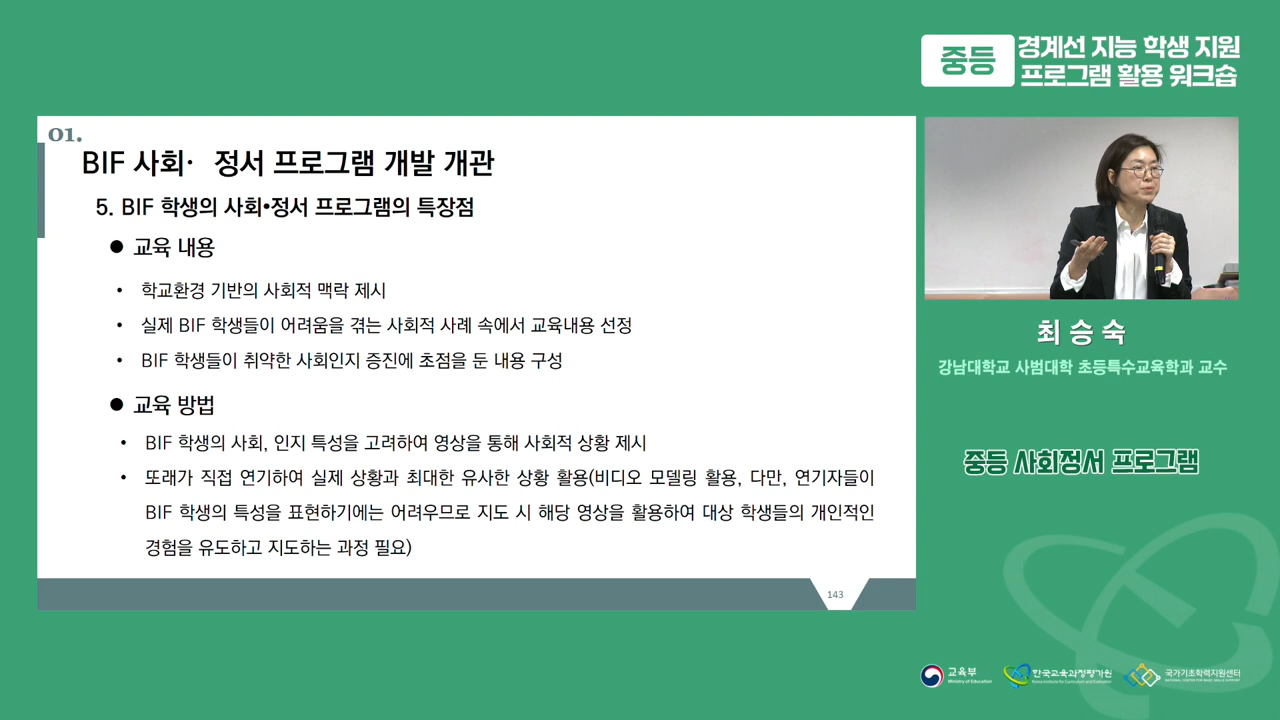 중등
경계선 지능 학생 지원
프로그램 활용 워크숍
01.
BIF 사회· 정서 프로그램 개발 개관
5. BIF 학생의 사회•정서 프로그램의 특장점
● 교육 내용
• 학교환경 기반의 사회적 맥락 제시
• 실제 BIF 학생들이 어려움을 겪는 사회적 사례 속에서 교육내용 선정
• BIF 학생들이 취약한 사회인지 증진에 초점을 둔 내용 구성
● 교육 방법
• BIF 학생의 사회, 인지 특성을 고려하여 영상을 통해 사회적 상황 제시
• 또래가 직접 연기하여 실제 상황과 최대한 유사한 상황 활용(비디오 모델링 활용, 다만, 연기자들이
BIF 학생의 특성을 표현하기에는 어려우므로 지도 시 해당 영상을 활용하여 대상 학생들의 개인적인
경험을 유도하고 지도하는 과정 필요)
143
최승숙
강남대학교 사범대학 초등특수교육학과 교수
중등 사회정서 프로그램
교육부
Ministry of Education
한국교육과정평가원
Korea Institute for Curriculum and Evaluation
국가기초학력지원센터
NATIONAL CENTER FOR BASIC SKILLS SUPPORT